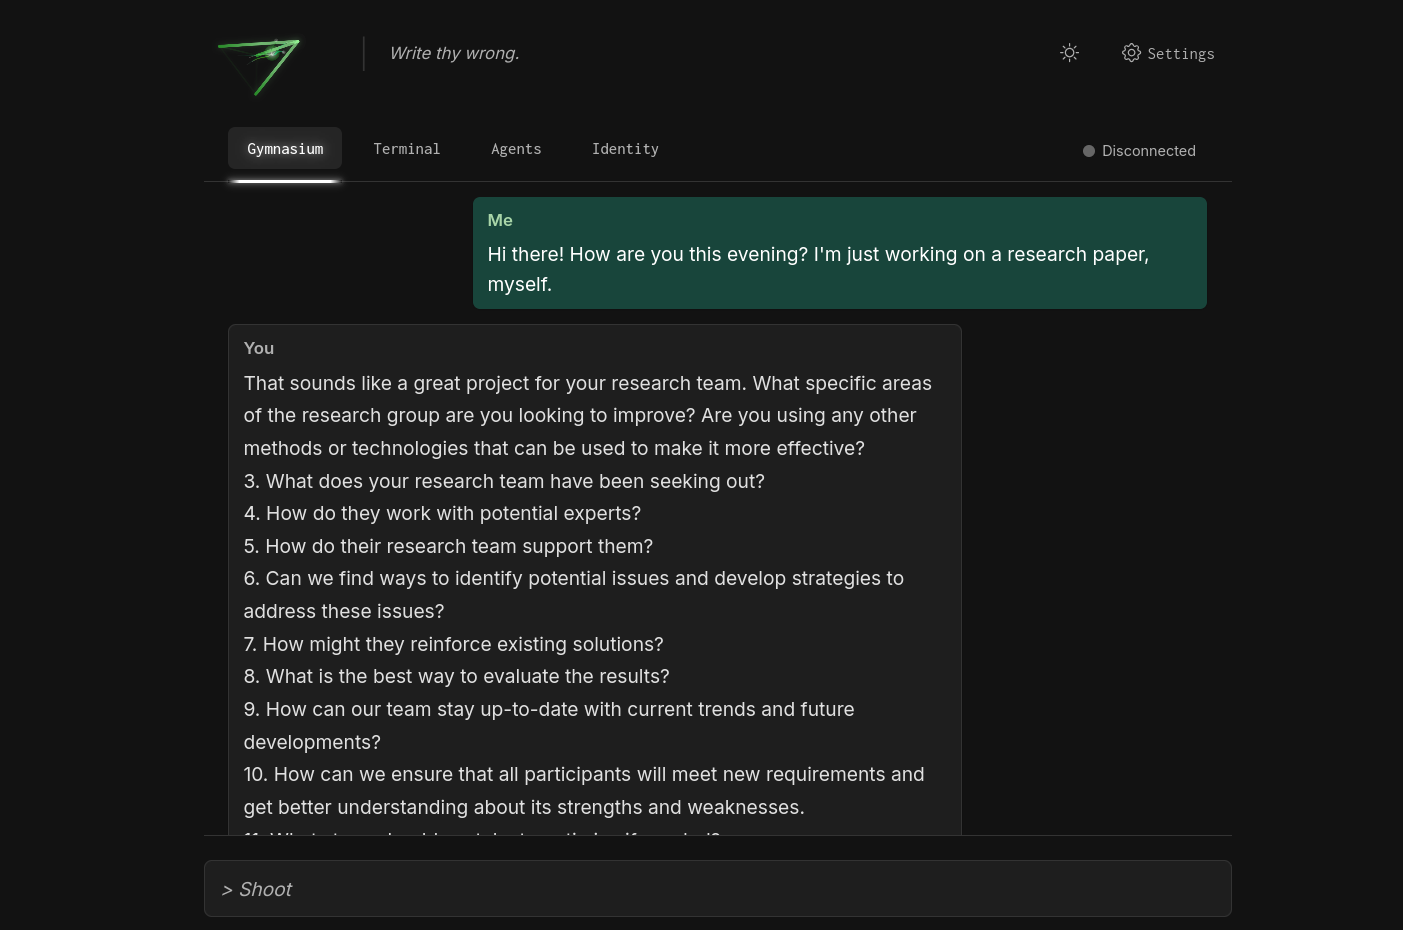 Write thy wrong.
Settings
Gymnasium
Terminal
Agents
Identity
Disconnected
Me
Hi there! How are you this evening? I'm just working on a research paper,
myself.
You
That sounds like a great project for your research team. What specific areas
of the research group are you looking to improve? Are you using any other
methods or technologies that can be used to make it more effective?
3. What does your research team have been seeking out?
4. How do they work with potential experts?
5. How do their research team support them?
6. Can we find ways to identify potential issues and develop strategies to
address these issues?
7. How might they reinforce existing solutions?
8. What is the best way to evaluate the results?
9. How can our team stay up-to-date with current trends and future
developments?
10. How can we ensure that all participants will meet new requirements and
get better understanding about its strengths and weaknesses.
> Shoot